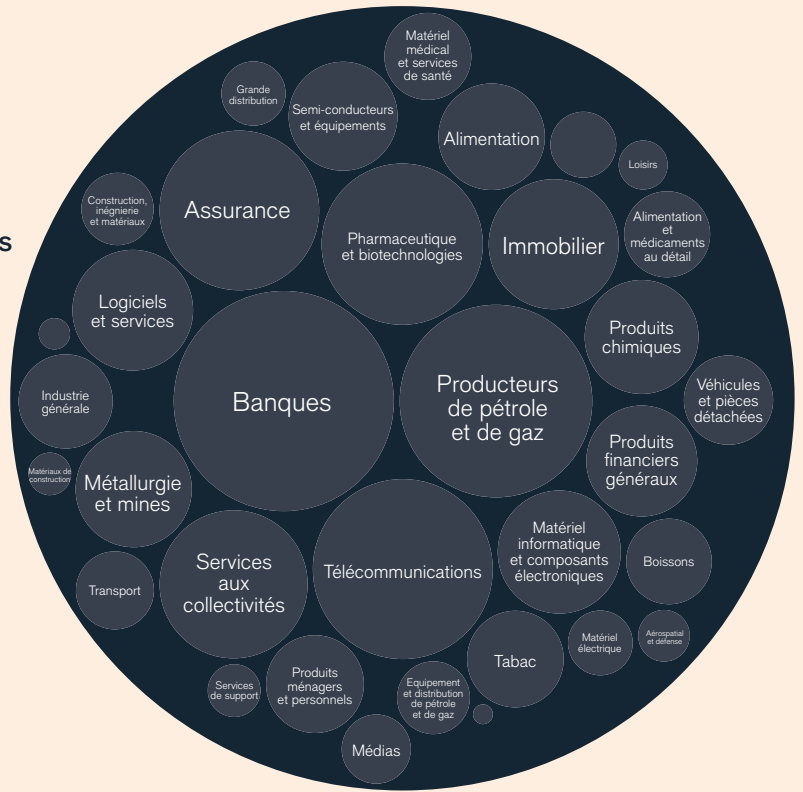 Matériel
médical
et services
de santé
Grande
distribution
Semi-conducteurs
et équipements
Alimentation
Loisirs
Construction,
inégnierie
et matériaux
Assurance
Pharmaceutique
et biotechnologies
Immobilier
Alimentation
et
médicaments
au détail
s
Logiciels
et services
Produits
chimiques
Industrie
générale
Banques
Producteurs
de pétrole
et de gaz
Véhicules
et pièces
détachées
Matériaux de
construction
Métallurgie
et mines
Produits
financiers
généraux
Transport
Services
aux
collectivités
Télécommunications
Matériel
informatique
et composants
électroniques
Boissons
Services
de support
Produits
ménagers
et personnels
Equipement
et distribution
de pétrole
et de gaz
Tabac
Matériel
électrique
Aérospatial
et défense
Médias